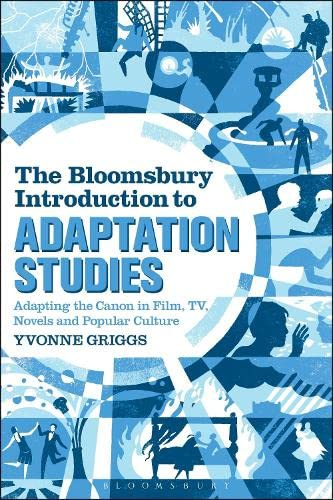 The Bloomsbury
Introduction to
ADAPTATION
STUDIES
Adapting the Canon in Film, TV,
Novels and Popular Culture
YVONNE GRIGGS
BLOOMSBURY